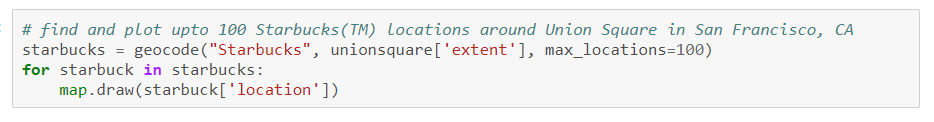 # find and plot upto 100 Starbucks(TM) locations around Union Square in San Francisco, CA
starbucks = geocode("Starbucks", unionsquare['extent'], max_locations=100)
for starbuck in starbucks:
    map.draw(starbuck['location'])